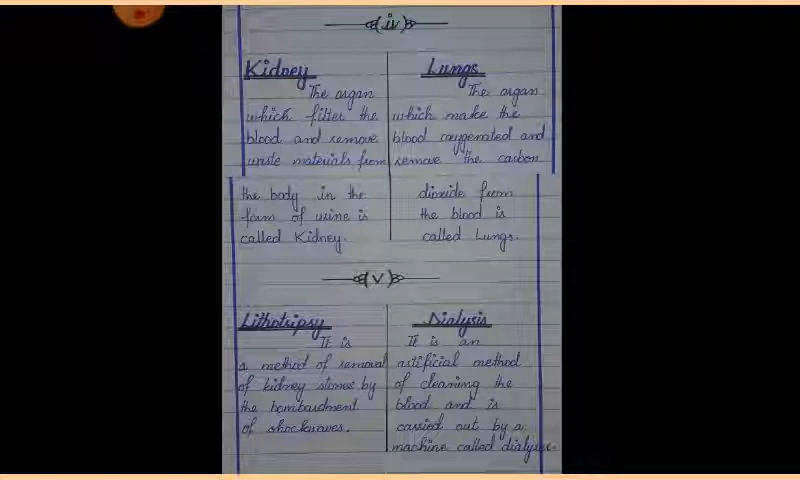 iv
Kidney
The organ
which filter the
blood and remove
waste materials from
the body in the
form of urine is
called Kidney.
Lungs
The organ
which make the
blood oxygenated and
remove the carbon
dioxide from
the blood is
called Lungs.
V
Lithotripsy
It is
a method of removal
of kidney stones by
the bombardment
of shockwaves.
Dialysis
It is an
artificial method
of cleaning the
blood and is
carried out by a
machine called dialyzer.